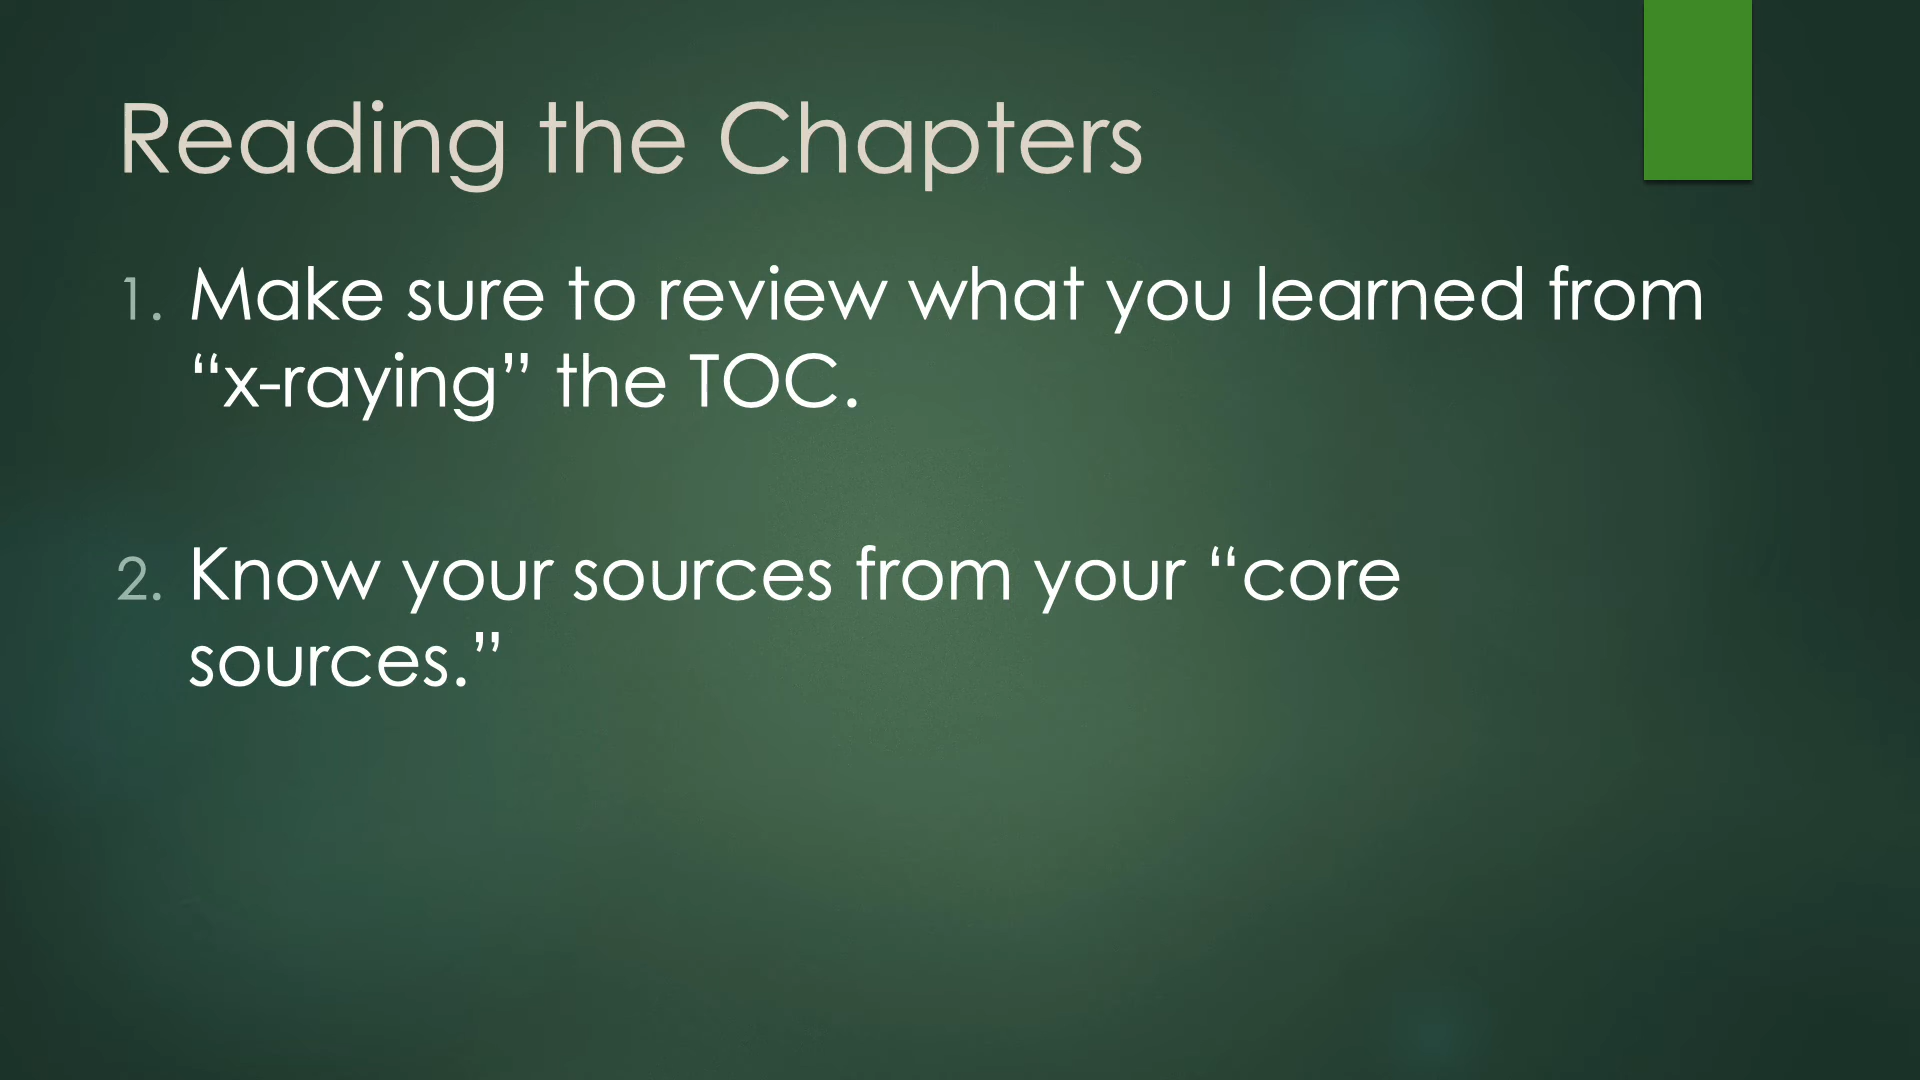 Reading the Chapters
1. Make sure to review what you learned from
“x-raying” the TOC.
2. Know your sources from your “core
sources.”